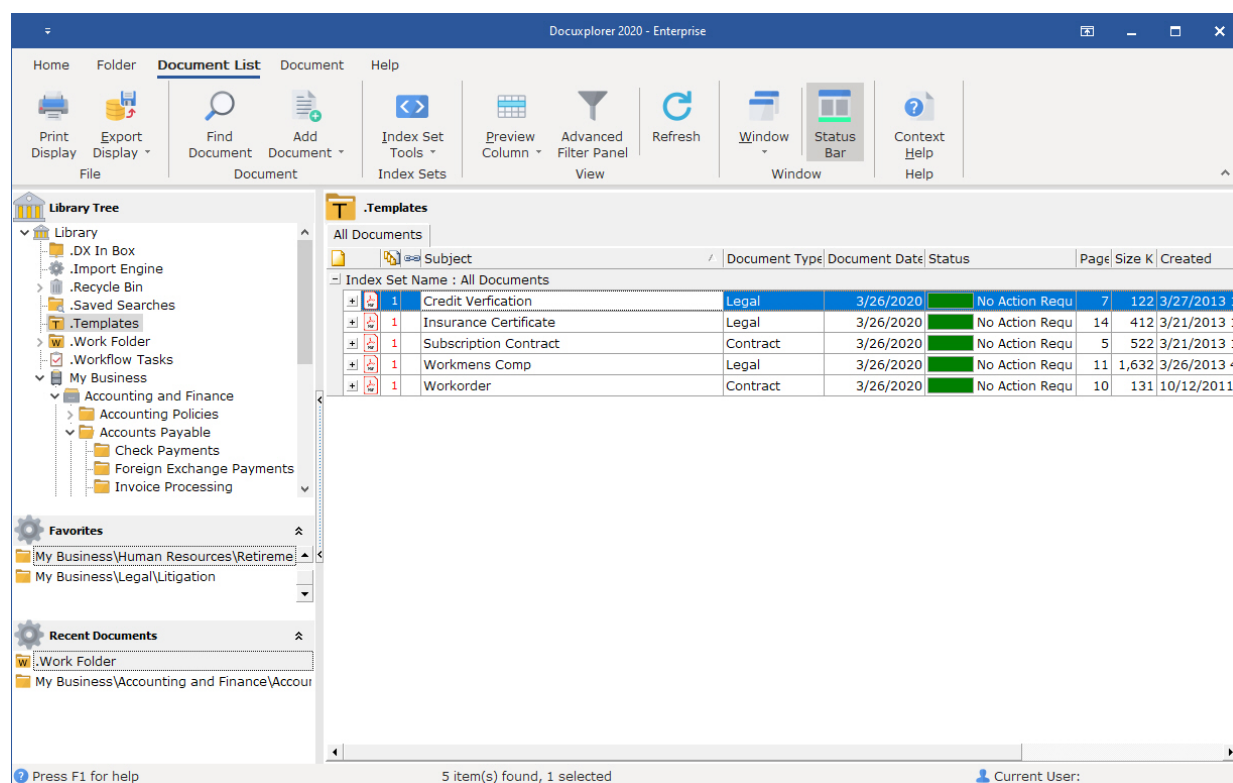 Docuxplorer 2020 - Enterprise
Home Folder Document List Document Help
Print Display
Export Display
Find Document
Add Document
Index Set Tools
Preview Column
Advanced Filter Panel
Refresh
Window
Status Bar
Context Help
File Document Index Sets View Window Help
Library Tree
Library
.DX In Box
.Import Engine
.Recycle Bin
.Saved Searches
T .Templates
W .Work Folder
.Workflow Tasks
My Business
Accounting and Finance
Accounting Policies
Accounts Payable
Check Payments
Foreign Exchange Payments
Invoice Processing
Favorites
My Business\Human Resources\Retireme
My Business\Legal\Litigation
Recent Documents
W .Work Folder
My Business\Accounting and Finance\Accour
T .Templates
All Documents
Subject Document Type Document Date Status Page Size K Created
Index Set Name : All Documents
1 Credit Verfication Legal 3/26/2020 No Action Requ 7 122 3/27/2013 1
1 Insurance Certificate Legal 3/26/2020 No Action Requ 14 412 3/21/2013 1
1 Subscription Contract Contract 3/26/2020 No Action Requ 5 522 3/21/2013 1
1 Workmens Comp Legal 3/26/2020 No Action Requ 11 1,632 3/26/2013 4
1 Workorder Contract 3/26/2020 No Action Requ 10 131 10/12/2011
Press F1 for help 5 item(s) found, 1 selected Current User: